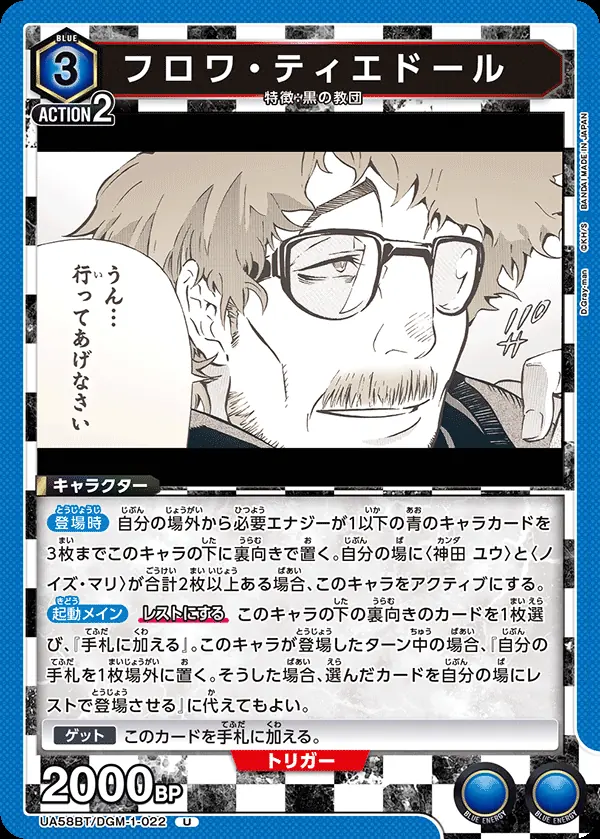 BLUE
3
ACTION2
フロワ・ティエドール
特徴：黒の教団
うん…
行ってあげなさい
D.Gray-man ©KH/S BANDAI MADE IN JAPAN
キャラクター
登場時 自分の場外から必要エナジーが1以下の青のキャラカードを
3枚までこのキャラの下に裏向きで置く。自分の場に〈神田 ユウ〉と〈ノ
イズ・マリ〉が合計2枚以上ある場合、このキャラをアクティブにする。
起動メイン レストにする このキャラの下の裏向きのカードを1枚選
び、『手札に加える』。このキャラが登場したターン中の場合、『自分の
手札を1枚場外に置く。そうした場合、選んだカードを自分の場にレ
ストで登場させる』に代えてもよい。
ゲット このカードを手札に加える。
トリガー
2000BP
UA58BT/DGM-1-022 U
BLUE ENERGY
BLUE ENERGY